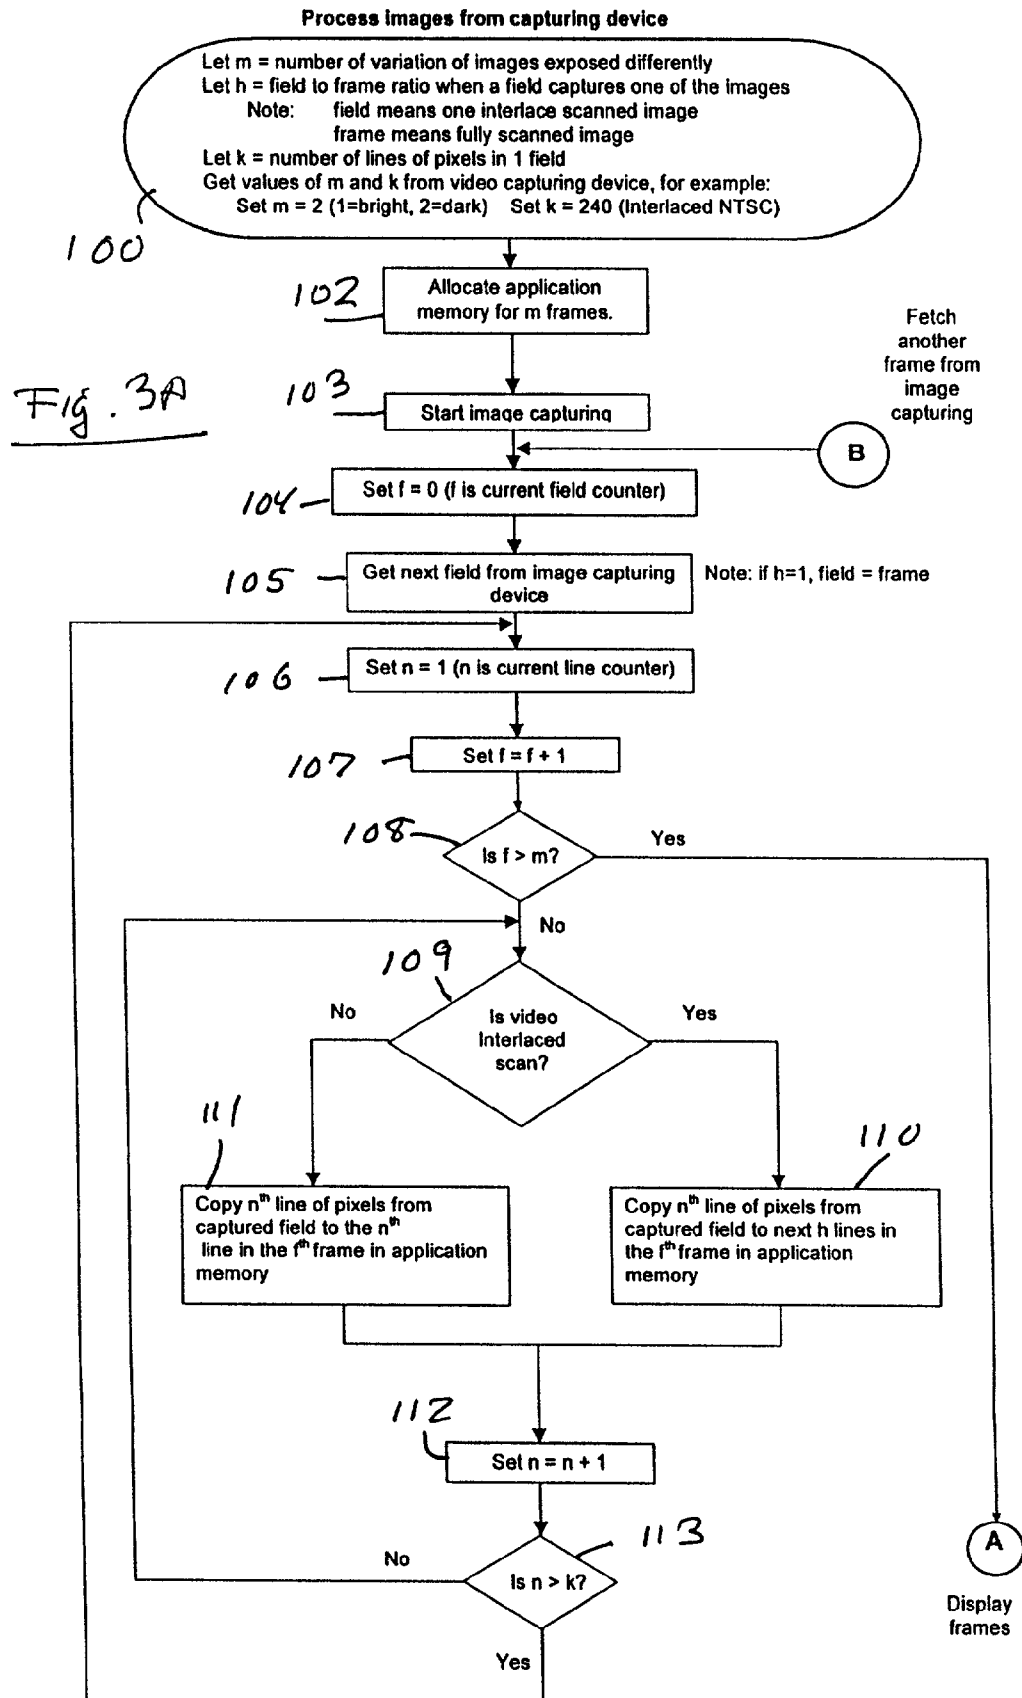 Process images from capturing device
Let m = number of variation of images exposed differently
Let h = field to frame ratio when a field captures one of the images
Note: field means one interlace scanned image
frame means fully scanned image
Let k = number of lines of pixels in 1 field
Get values of m and k from video capturing device, for example:
Set m = 2 (1=bright, 2=dark) Set k = 240 (Interlaced NTSC)
100
102
Allocate application
memory for m frames.
Fetch
another
frame from
image
capturing
Fig. 3A
103
Start image capturing
B
104
Set f = 0 (f is current field counter)
105
Get next field from image capturing
device
Note: if h=1, field = frame
106
Set n = 1 (n is current line counter)
107
Set f = f + 1
108
Is f > m?
Yes
No
109
No
Is video
Interlaced
scan?
Yes
111
110
Copy nth line of pixels from
captured field to the nth
line in the fth frame in application
memory
Copy nth line of pixels from
captured field to next h lines in
the fth frame in application
memory
112
Set n = n + 1
113
No
Is n > k?
A
Display
frames
Yes